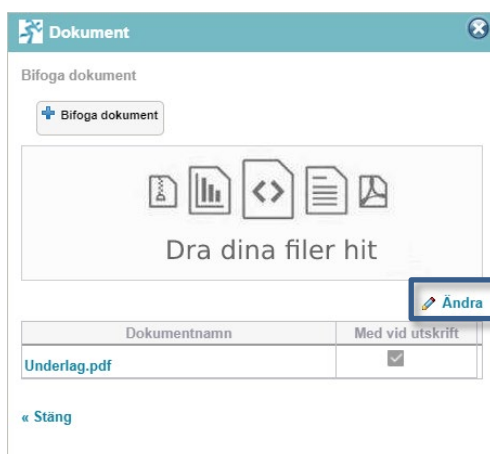 Dokument
Bifoga dokument
Bifoga dokument
Dra dina filer hit
Ändra
Dokumentnamn Med vid utskrift
Underlag.pdf
« Stäng